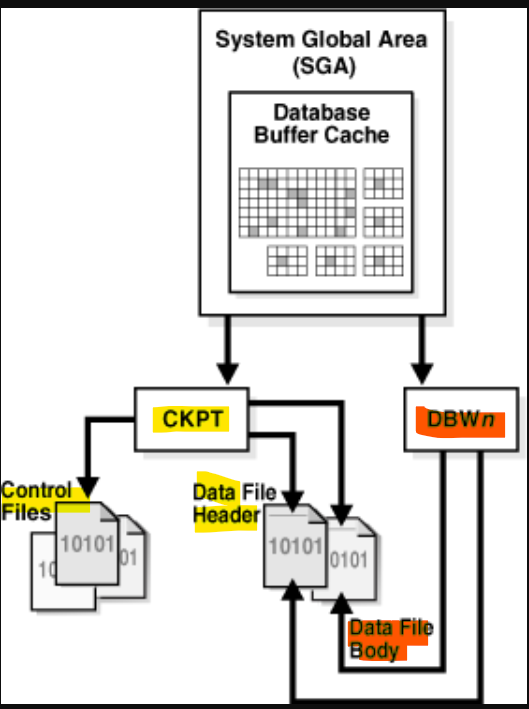 System Global Area
(SGA)
Database
Buffer Cache
CKPT
DBWn
Control
Files
10101
10
01
Data File
Header
10101
0101
Data File
Body